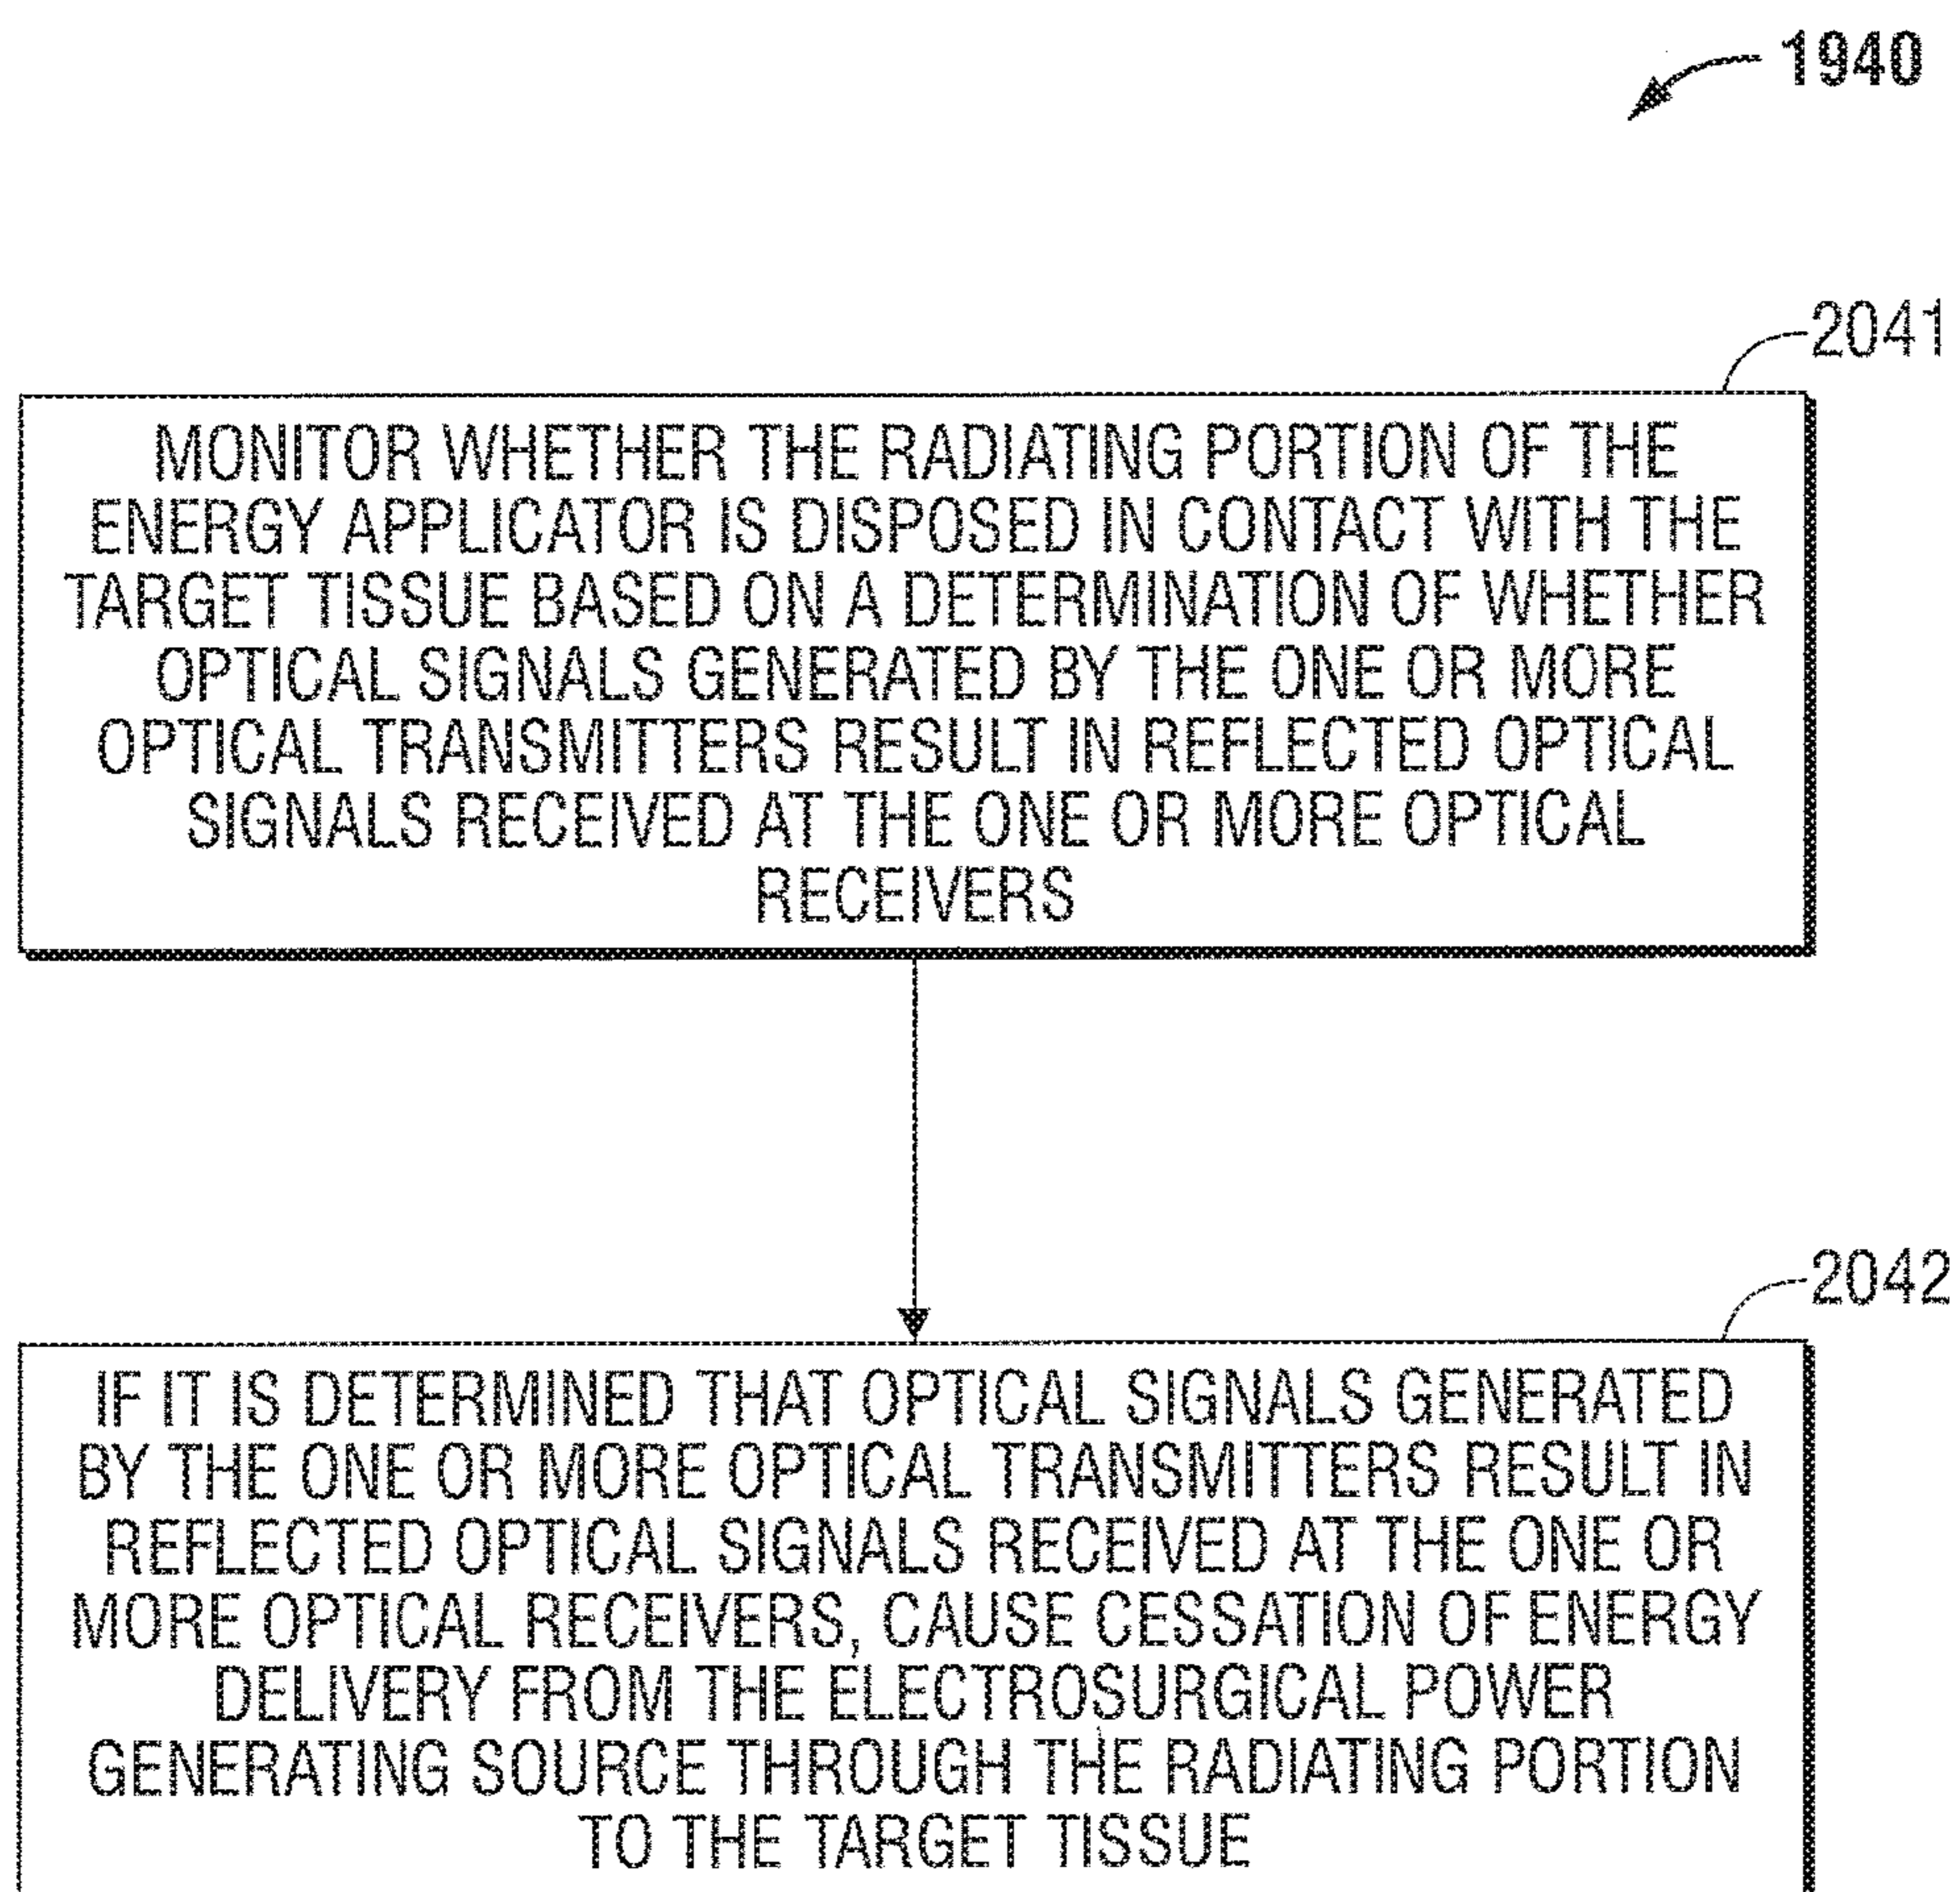 1940
2041
MONITOR WHETHER THE RADIATING PORTION OF THE
ENERGY APPLICATOR IS DISPOSED IN CONTACT WITH THE
TARGET TISSUE BASED ON A DETERMINATION OF WHETHER
OPTICAL SIGNALS GENERATED BY THE ONE OR MORE
OPTICAL TRANSMITTERS RESULT IN REFLECTED OPTICAL
SIGNALS RECEIVED AT THE ONE OR MORE OPTICAL
RECEIVERS
2042
IF IT IS DETERMINED THAT OPTICAL SIGNALS GENERATED
BY THE ONE OR MORE OPTICAL TRANSMITTERS RESULT IN
REFLECTED OPTICAL SIGNALS RECEIVED AT THE ONE OR
MORE OPTICAL RECEIVERS, CAUSE CESSATION OF ENERGY
DELIVERY FROM THE ELECTROSURGICAL POWER
GENERATING SOURCE THROUGH THE RADIATING PORTION
TO THE TARGET TISSUE